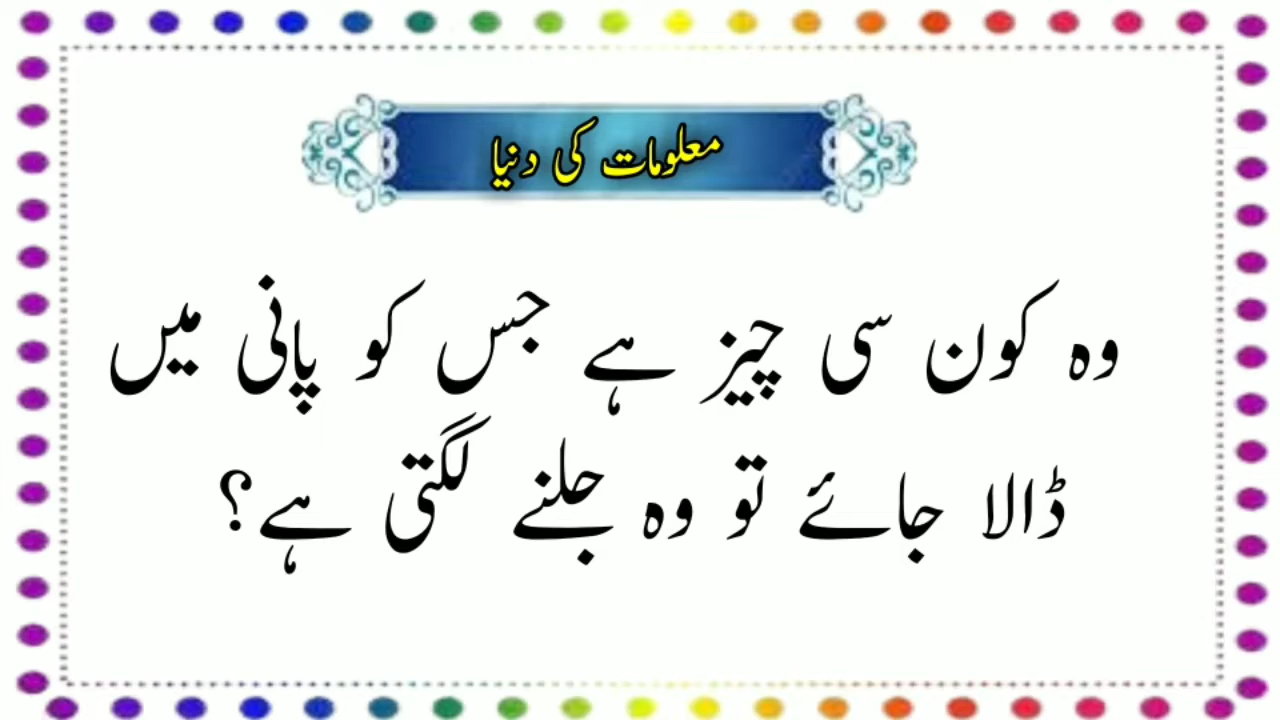 معلومات کی دنیا
وہ کون سی چیز ہے جس کو پانی میں
ڈالا جائے تو وہ جلنے لگتی ہے؟